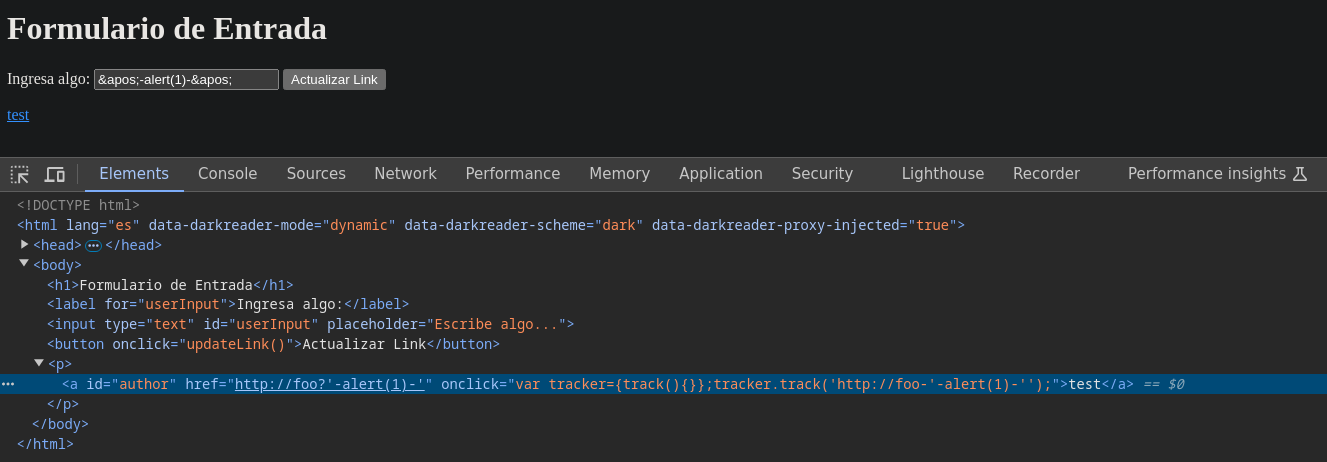 Formulario de Entrada
Ingresa algo: &apos;-alert(1)-&apos; Actualizar Link
test
Elements Console Sources Network Performance Memory Application Security Lighthouse Recorder Performance insights
<!DOCTYPE html>
<html lang="es" data-darkreader-mode="dynamic" data-darkreader-scheme="dark" data-darkreader-proxy-injected="true">
<head> ••• </head>
<body>
<h1>Formulario de Entrada</h1>
<label for="userInput">Ingresa algo:</label>
<input type="text" id="userInput" placeholder="Escribe algo...">
<button onclick="updateLink()">Actualizar Link</button>
<p>
<a id="author" href="http://foo?'-alert(1)-'" onclick="var tracker={track(){}};tracker.track('http://foo-'-alert(1)-'');">test</a> == $0
</p>
</body>
</html>